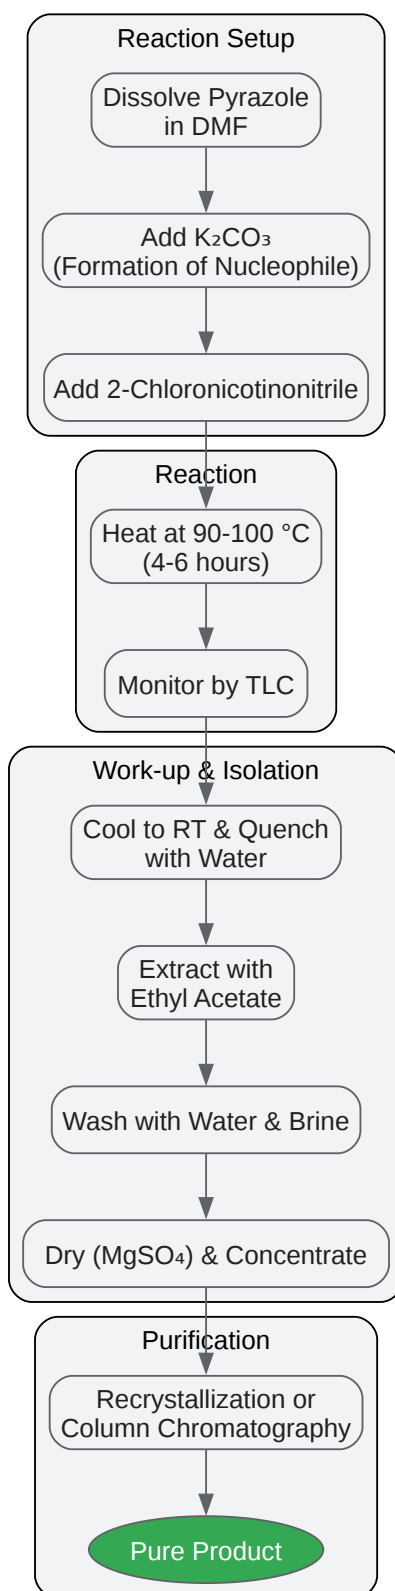 Reaction Setup
Dissolve Pyrazole
in DMF
Add K₂CO₃
(Formation of Nucleophile)
Add 2-Chloronicotinonitrile
Reaction
Heat at 90-100 °C
(4-6 hours)
Monitor by TLC
Work-up & Isolation
Cool to RT & Quench
with Water
Extract with
Ethyl Acetate
Wash with Water & Brine
Dry (MgSO₄) & Concentrate
Purification
Recrystallization or
Column Chromatography
Pure Product